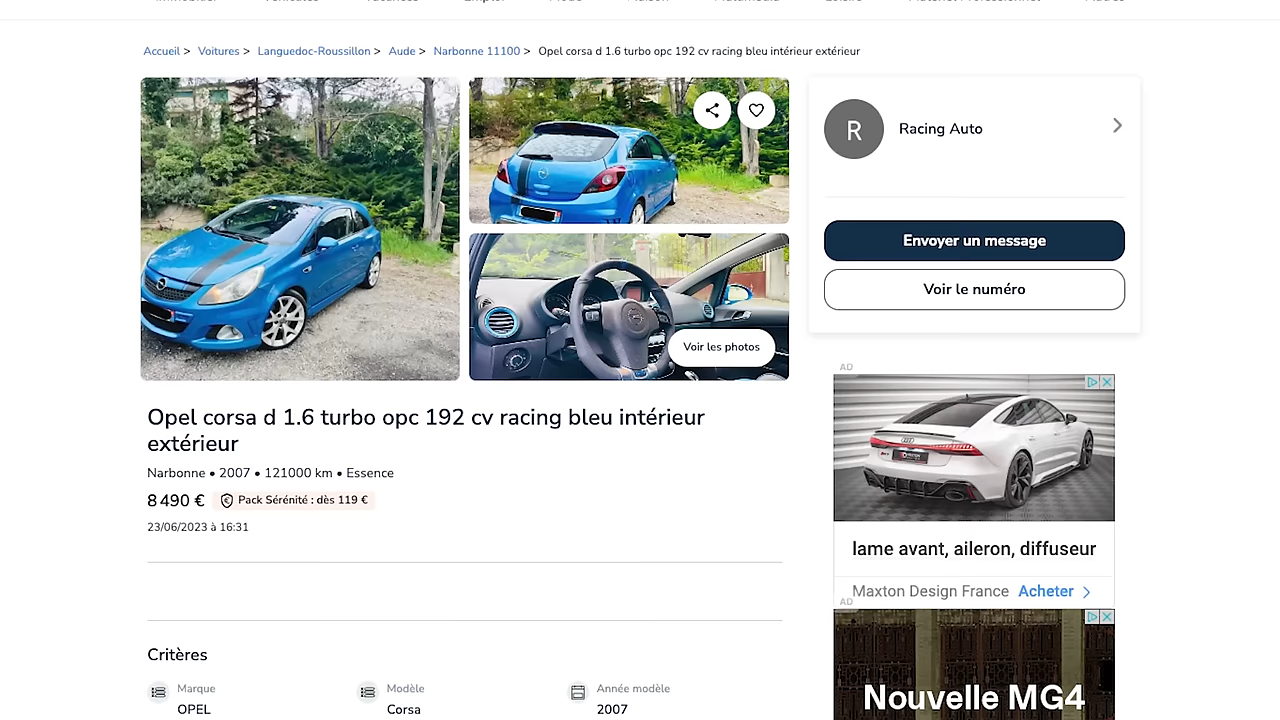 Accueil > Voitures > Languedoc-Roussillon > Aude > Narbonne 11100 > Opel corsa d 1.6 turbo opc 192 cv racing bleu intérieur extérieur
R
Racing Auto
Envoyer un message
Voir le numéro
Voir les photos
AD
Opel corsa d 1.6 turbo opc 192 cv racing bleu intérieur
extérieur
Narbonne • 2007 • 121000 km • Essence
8 490 €
Pack Sérénité : dès 119 €
23/06/2023 à 16:31
lame avant, aileron, diffuseur
Maxton Design France Acheter >
AD
Nouvelle MG4
Critères
Marque
OPEL
Modèle
Corsa
Année modèle
2007